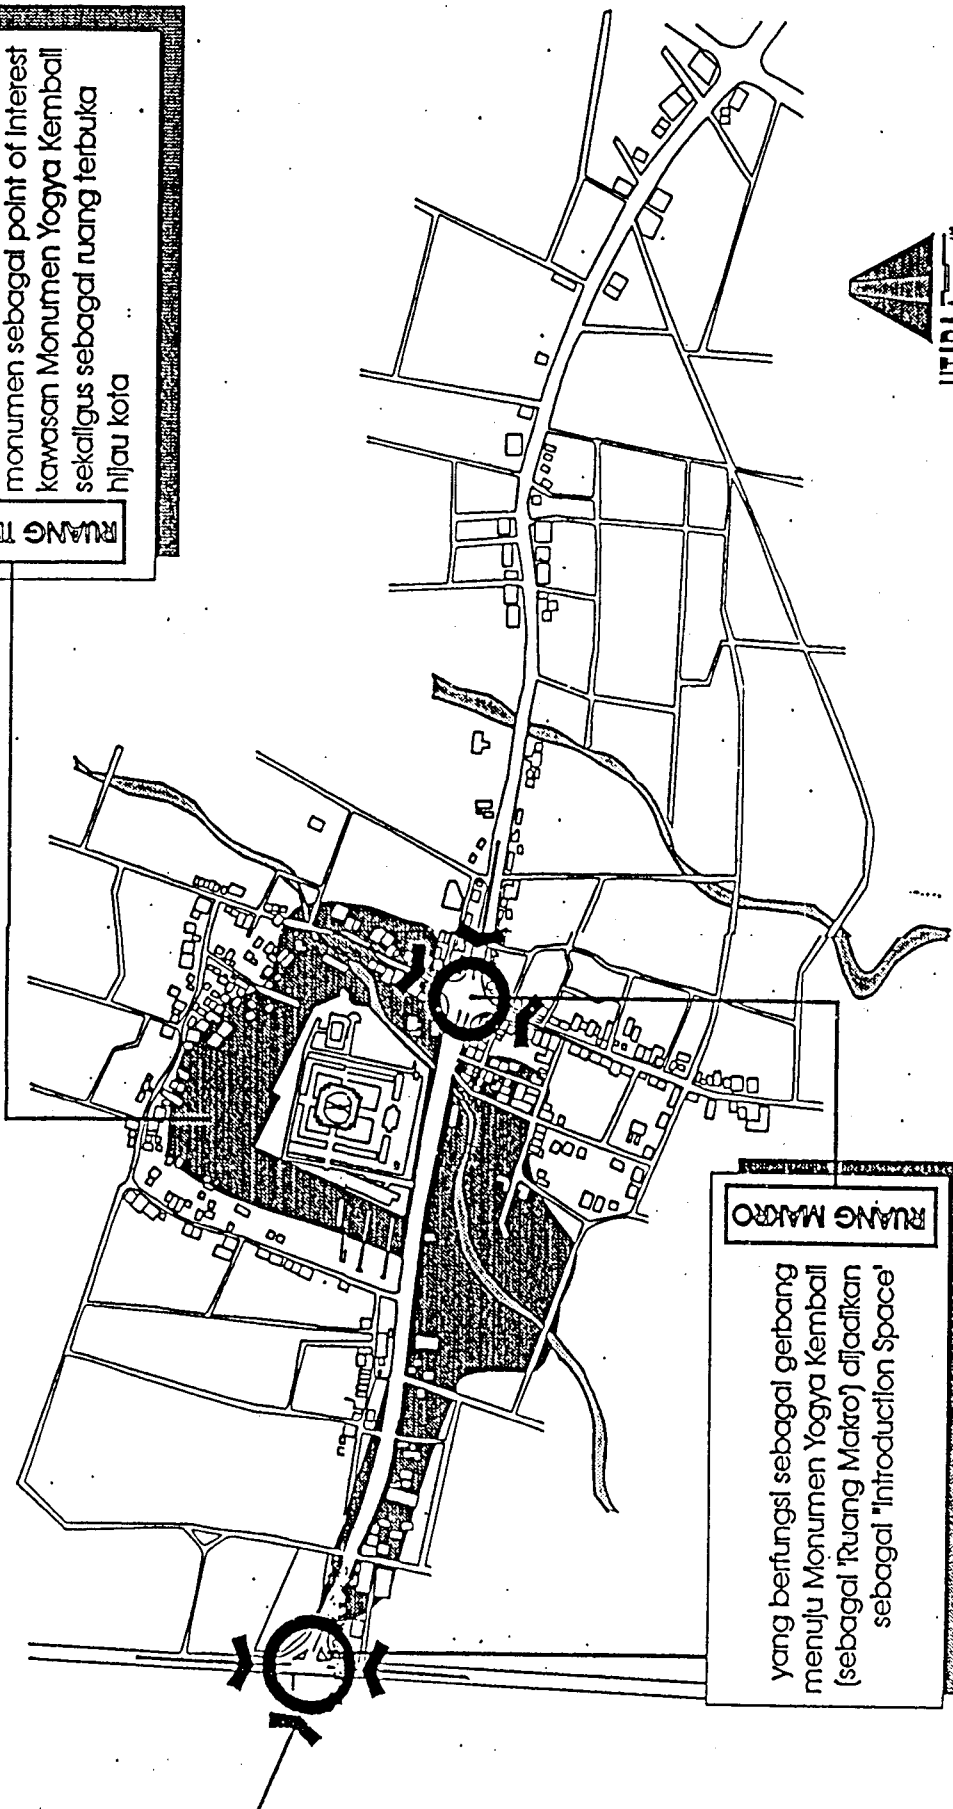 monumen sebagai point of Interest
kawasan Monumen Yogya Kembali
sekaligus sebagai ruang terbuka
hijau kota
RUANG
UTARA
RUANG MAKRO
yang berfungsi sebagai gerbang
menuju Monumen Yogya Kembali
(sebagai 'Ruang Makro') dijadikan
sebagai "Introduction Space'